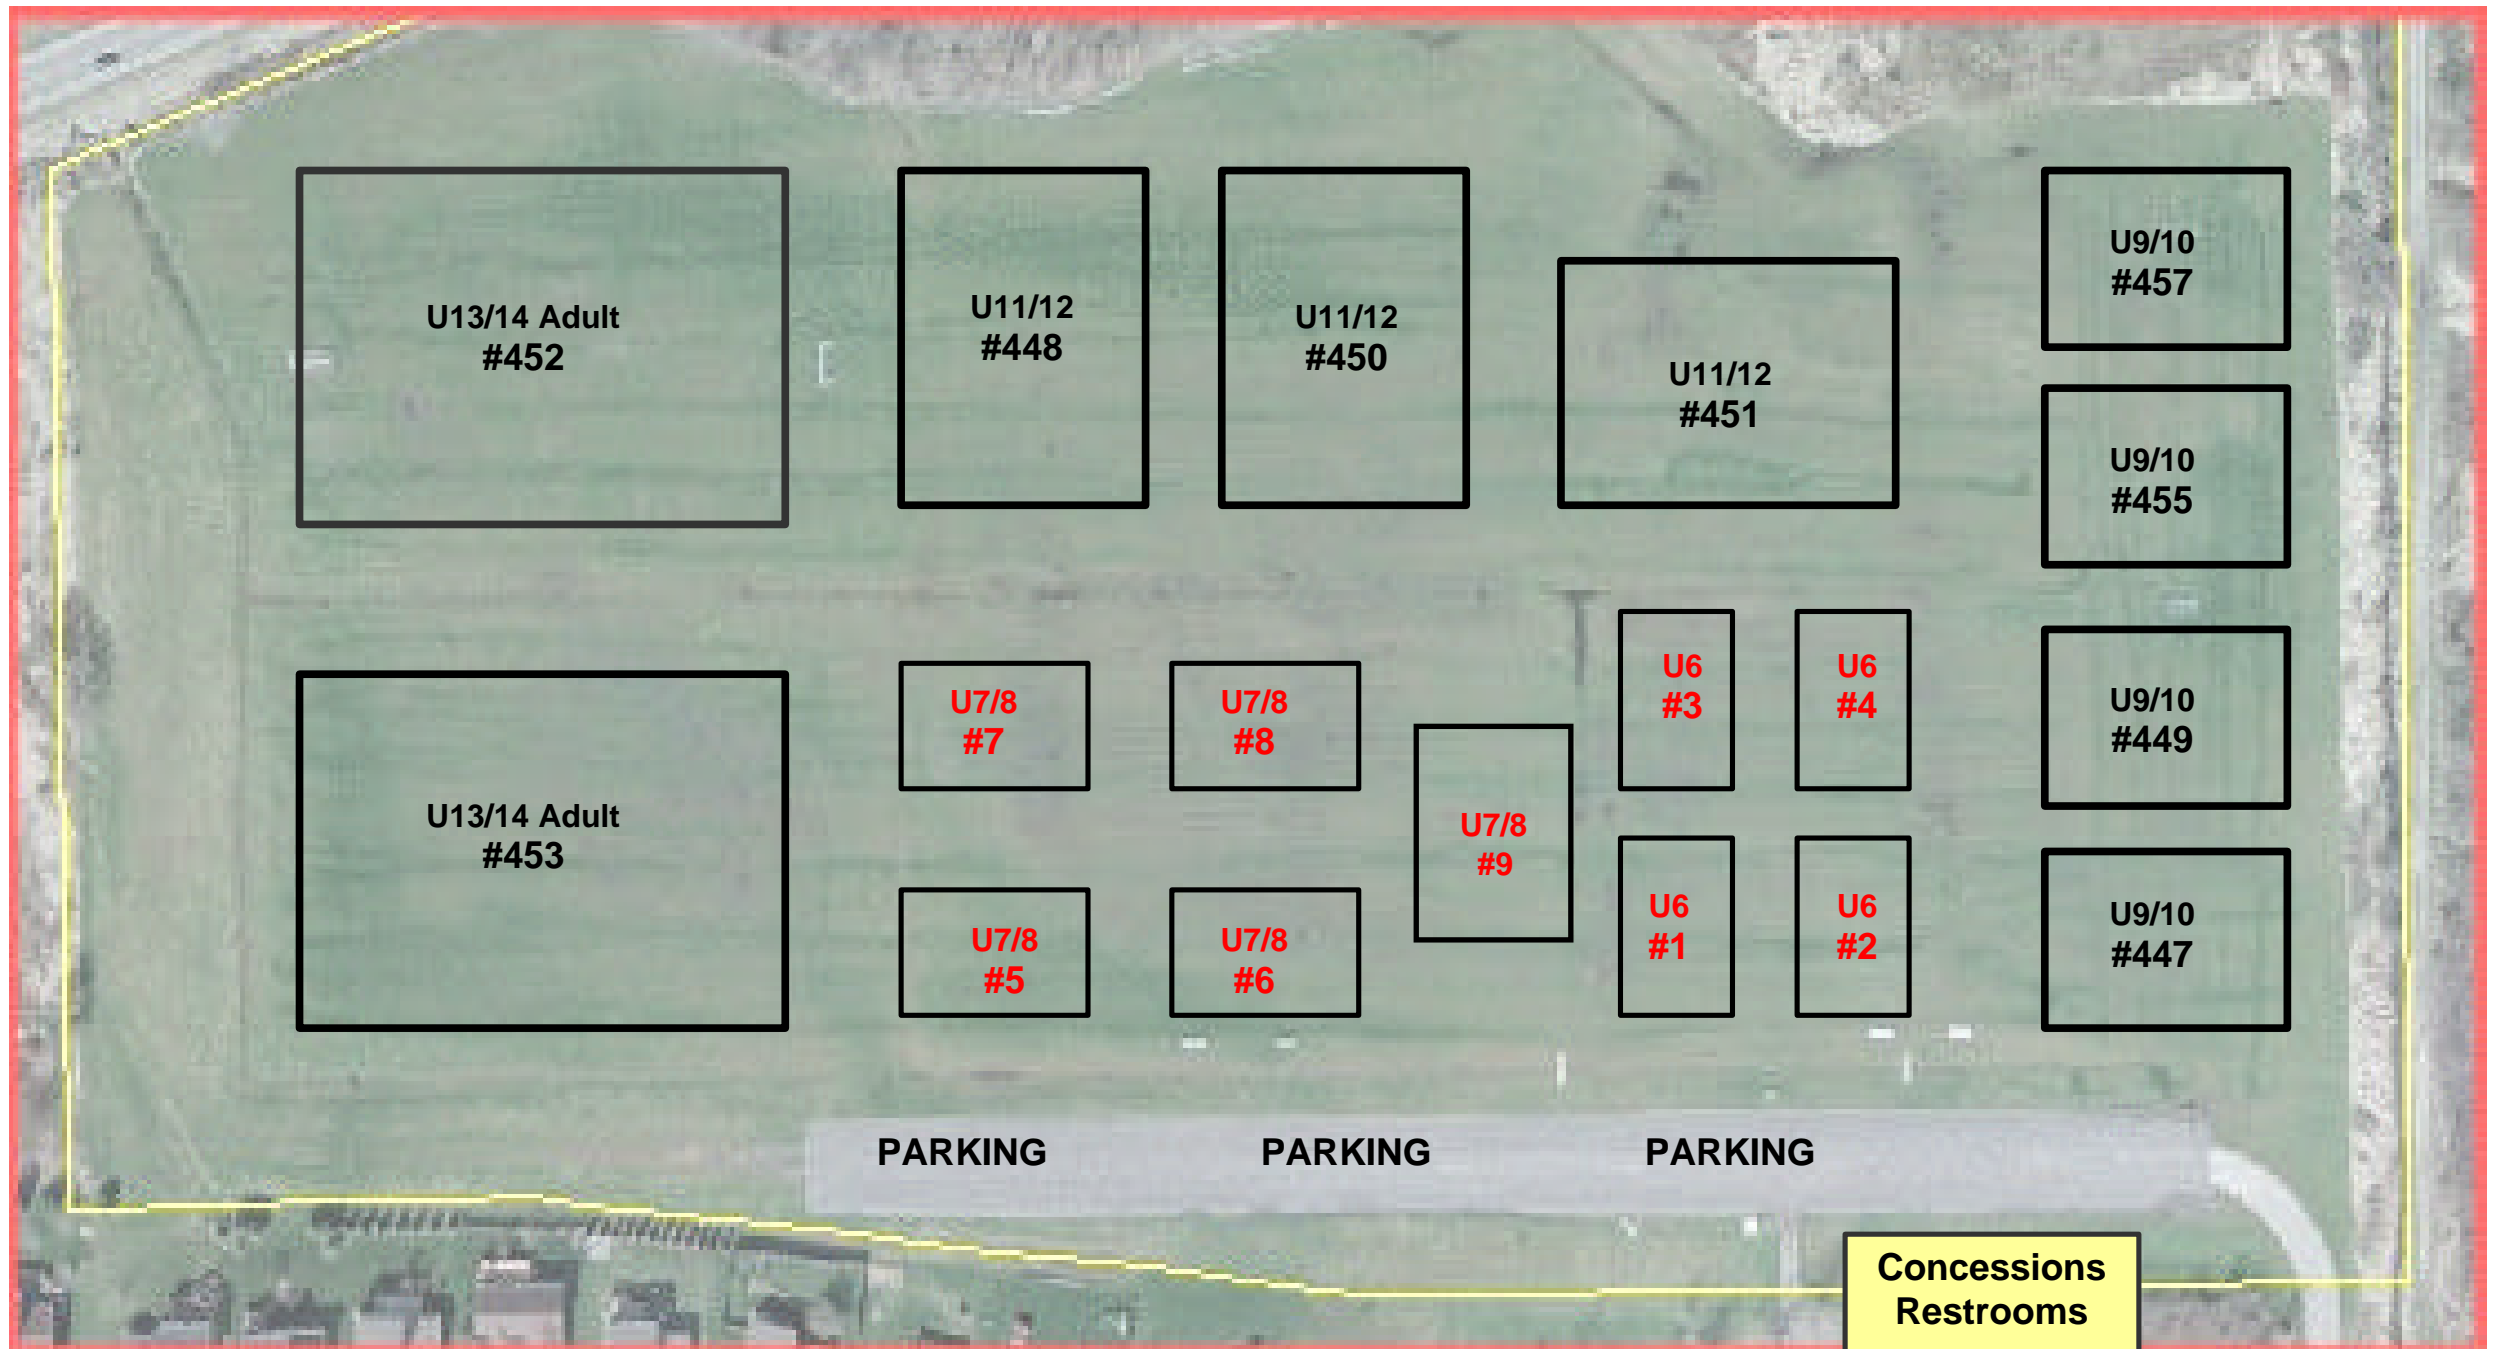 U13/14 Adult
#452
U11/12
#448
U11/12
#450
U11/12
#451
U9/10
#457
U9/10
#455
U13/14 Adult
#453
U7/8
#7
U7/8
#8
U7/8
#9
U6
#3
U6
#4
U9/10
#449
U7/8
#5
U7/8
#6
U6
#1
U6
#2
U9/10
#447
PARKING
PARKING
PARKING
Concessions
Restrooms